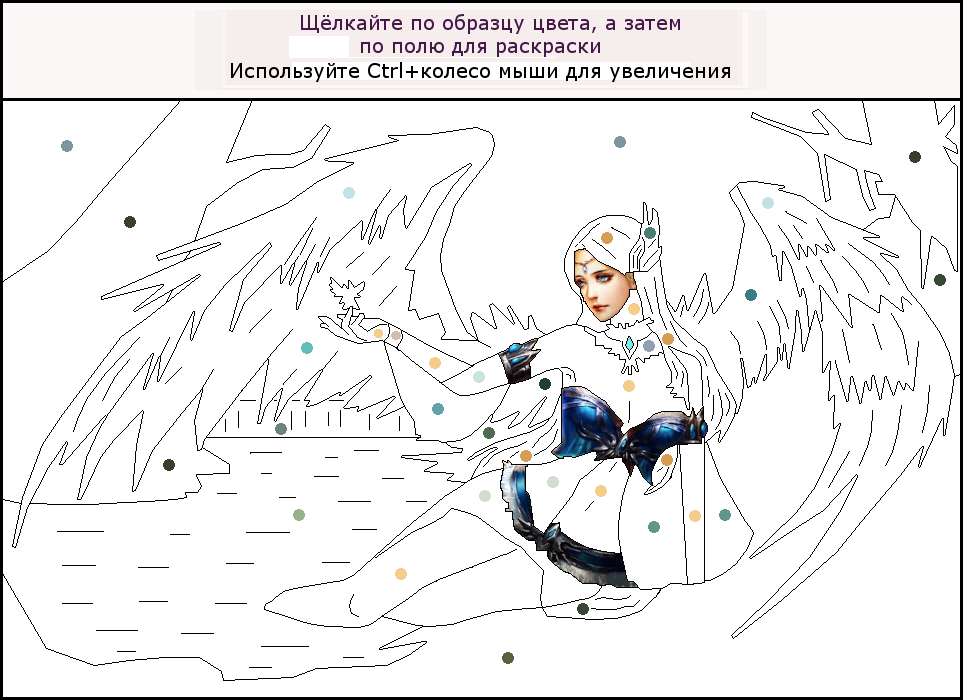 Щёлкайте по образцу цвета, а затем
по полю для раскраски
Используйте Ctrl+колесо мыши для увеличения